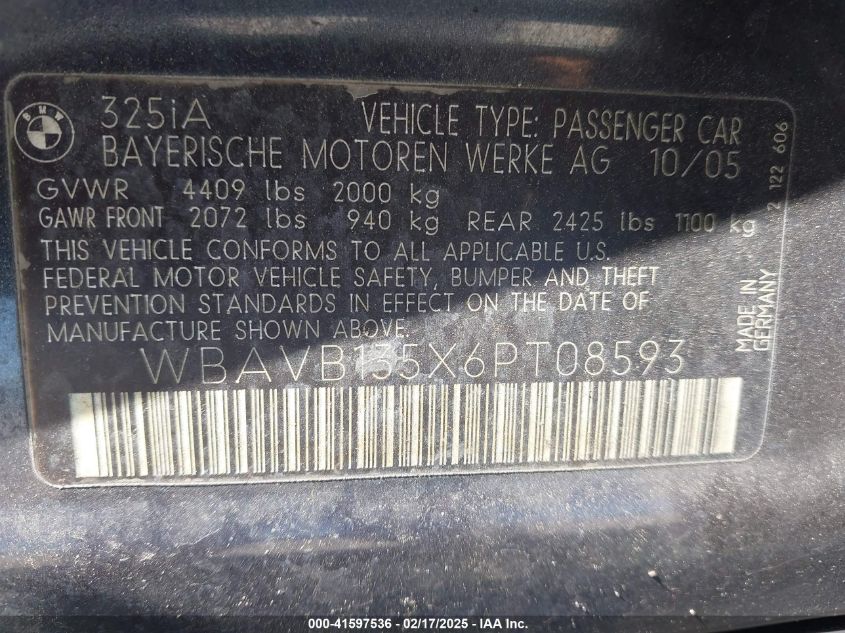 BMW
325iA VEHICLE TYPE: PASSENGER CAR
BAYERISCHE MOTOREN WERKE AG 10/05
GVWR 4409 lbs 2000 kg
GAWR FRONT 2072 lbs 940 kg REAR 2425 lbs 1100 kg
THIS VEHICLE CONFORMS TO ALL APPLICABLE U.S.
FEDERAL MOTOR VEHICLE SAFETY, BUMPER AND THEFT
PREVENTION STANDARDS IN EFFECT ON THE DATE OF
MANUFACTURE SHOWN ABOVE.
WBAVB135X6PT08593
2 122 606
MADE IN
GERMANY
000-41597536 - 02/17/2025 - IAA Inc.